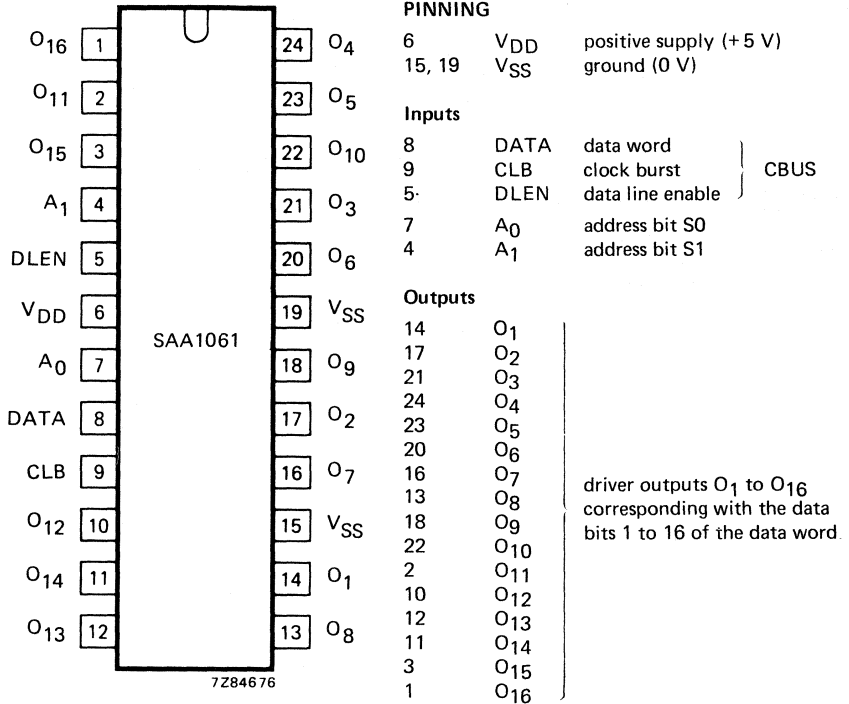 O16 1 24 O4
O11 2 23 O5
O15 3 22 O10
A1 4 21 O3
DLEN 5 20 O6
VDD 6 19 VSS
SAA1061
A0 7 18 O9
DATA 8 17 O2
CLB 9 16 O7
O12 10 15 VSS
O14 11 14 O1
O13 12 13 O8
7Z84676
PINNING
6 VDD positive supply (+5 V)
15, 19 VSS ground (0 V)
Inputs
8 DATA data word
9 CLB clock burst CBUS
5· DLEN data line enable
7 A0 address bit S0
4 A1 address bit S1
Outputs
14 O1
17 O2
21 O3
24 O4
23 O5
20 O6
16 O7
13 O8
18 O9
22 O10
2 O11
10 O12
12 O13
11 O14
3 O15
1 O16
driver outputs O1 to O16
corresponding with the data
bits 1 to 16 of the data word.